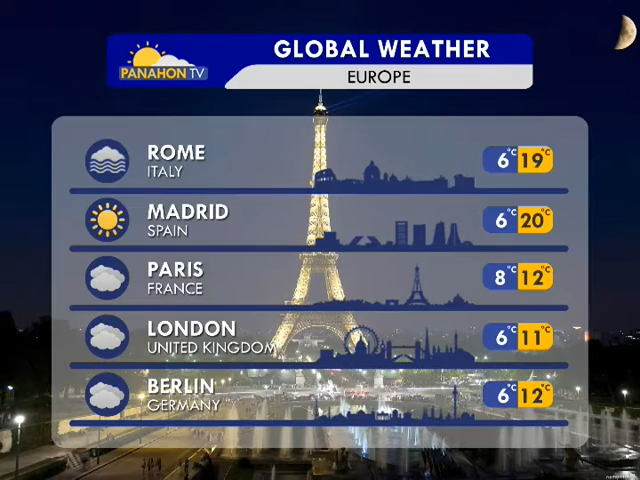 PANAHON TV
GLOBAL WEATHER
EUROPE
ROME
ITALY
6°C 19°C
MADRID
SPAIN
6°C 20°C
PARIS
FRANCE
8°C 12°C
LONDON
UNITED KINGDOM
6°C 11°C
BERLIN
GERMANY
6°C 12°C